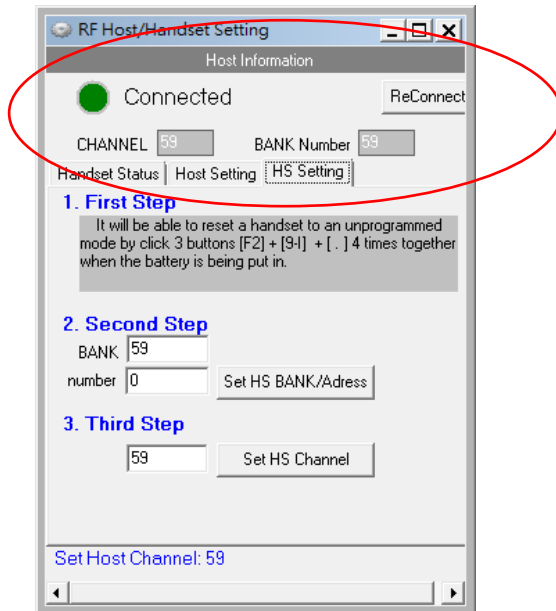 RF Host/Handset Setting
Host Information
Connected
ReConnect
CHANNEL 59 BANK Number 59
Handset Status Host Setting HS Setting
1. First Step
It will be able to reset a handset to an unprogrammed
mode by click 3 buttons [F2] + [9-I] + [ . ] 4 times together
when the battery is being put in.
2. Second Step
BANK 59
number 0 Set HS BANK/Adress
3. Third Step
59 Set HS Channel
Set Host Channel: 59